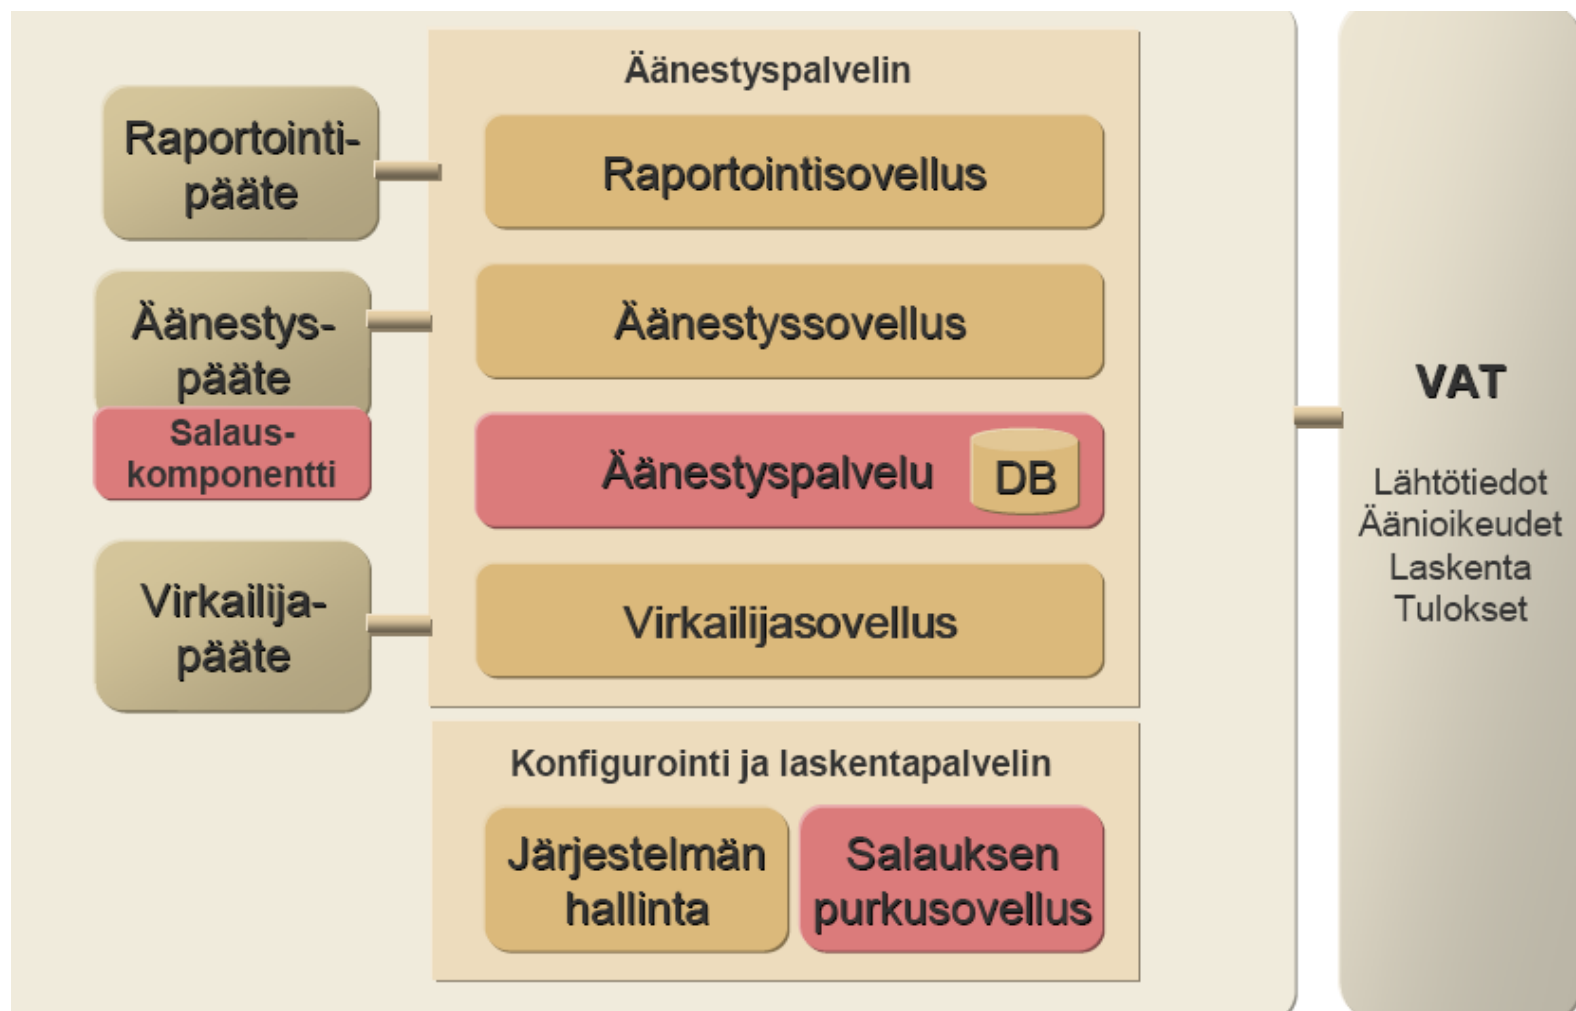 Äänestyspalvelin
Raportointi-
pääte
Raportointisovellus
Äänestys-
pääte
Äänestyssovellus
Salaus-
komponentti
Äänestyspalvelu
DB
Virkailija-
pääte
Virkailijasovellus
Konfigurointi ja laskentapalvelin
Järjestelmän
hallinta
Salauksen
purkusovellus
VAT
Lähtötiedot
Äänioikeudet
Laskenta
Tulokset